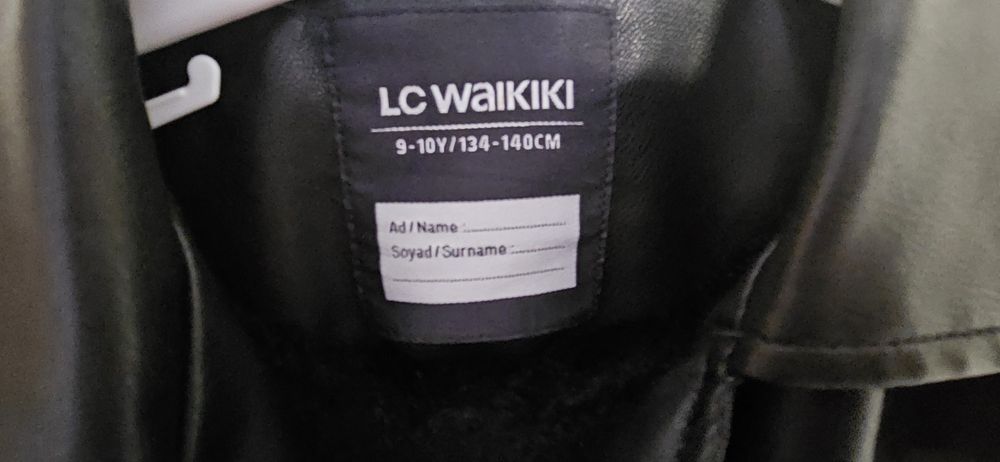 LC WAIKIKI
9-10Y/134-140CM
Ad/Name :
Soyad/Surname :